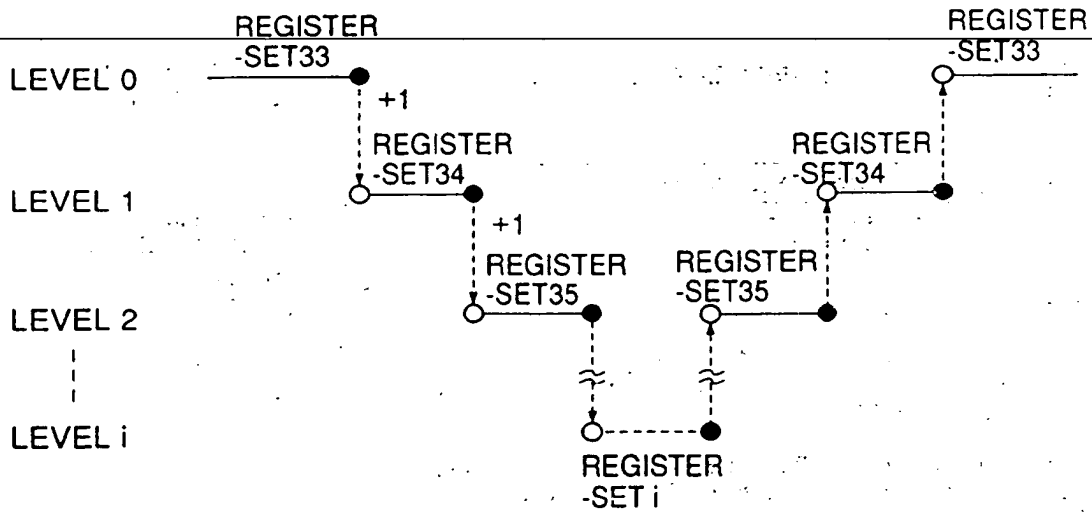 REGISTER
-SET33
REGISTER
-SET33
LEVEL 0
+1
REGISTER
-SET34
REGISTER
-SET34
LEVEL 1
+1
REGISTER
-SET35
REGISTER
-SET35
LEVEL 2
LEVEL i
REGISTER
-SET i